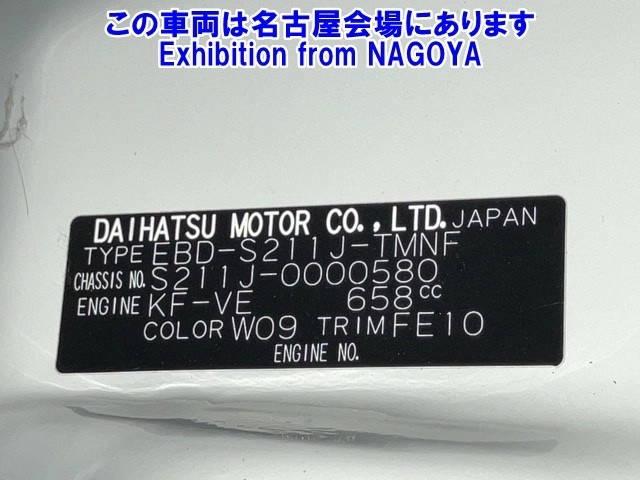 この車両は名古屋会場にあります
Exhibition from NAGOYA
DAIHATSU MOTOR CO.,LTD. JAPAN
TYPE EBD-S211J-TMNF
CHASSIS NO. S211J-0000580
ENGINE KF-VE 658cc
COLOR W09 TRIM FE10
ENGINE NO.